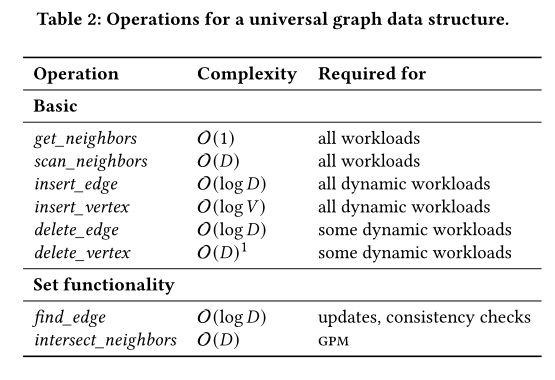 Table 2: Operations for a universal graph data structure.
Operation Complexity Required for
Basic
get_neighbors O(1) all workloads
scan_neighbors O(D) all workloads
insert_edge O(log D) all dynamic workloads
insert_vertex O(log V) all dynamic workloads
delete_edge O(log D) some dynamic workloads
delete_vertex O(D)¹ some dynamic workloads
Set functionality
find_edge O(log D) updates, consistency checks
intersect_neighbors O(D) GPM